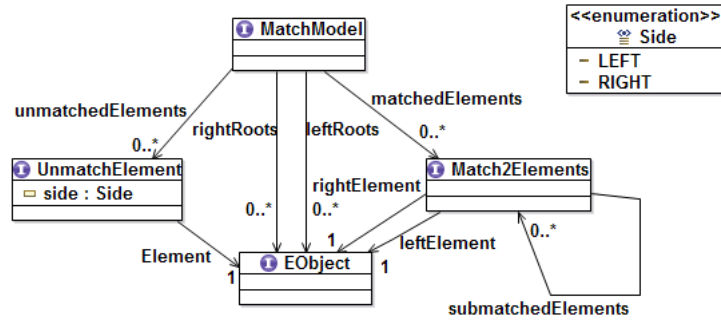 <<enumeration>>
Side
LEFT
RIGHT
I MatchModel
unmatchedElements
rightRoots
leftRoots
matchedElements
0..*
0..*
I UnmatchElement
side : Side
I Match2Elements
rightElement
0..*
0..*
0..*
Element
1
leftElement
1
1
I EObject
submatchedElements